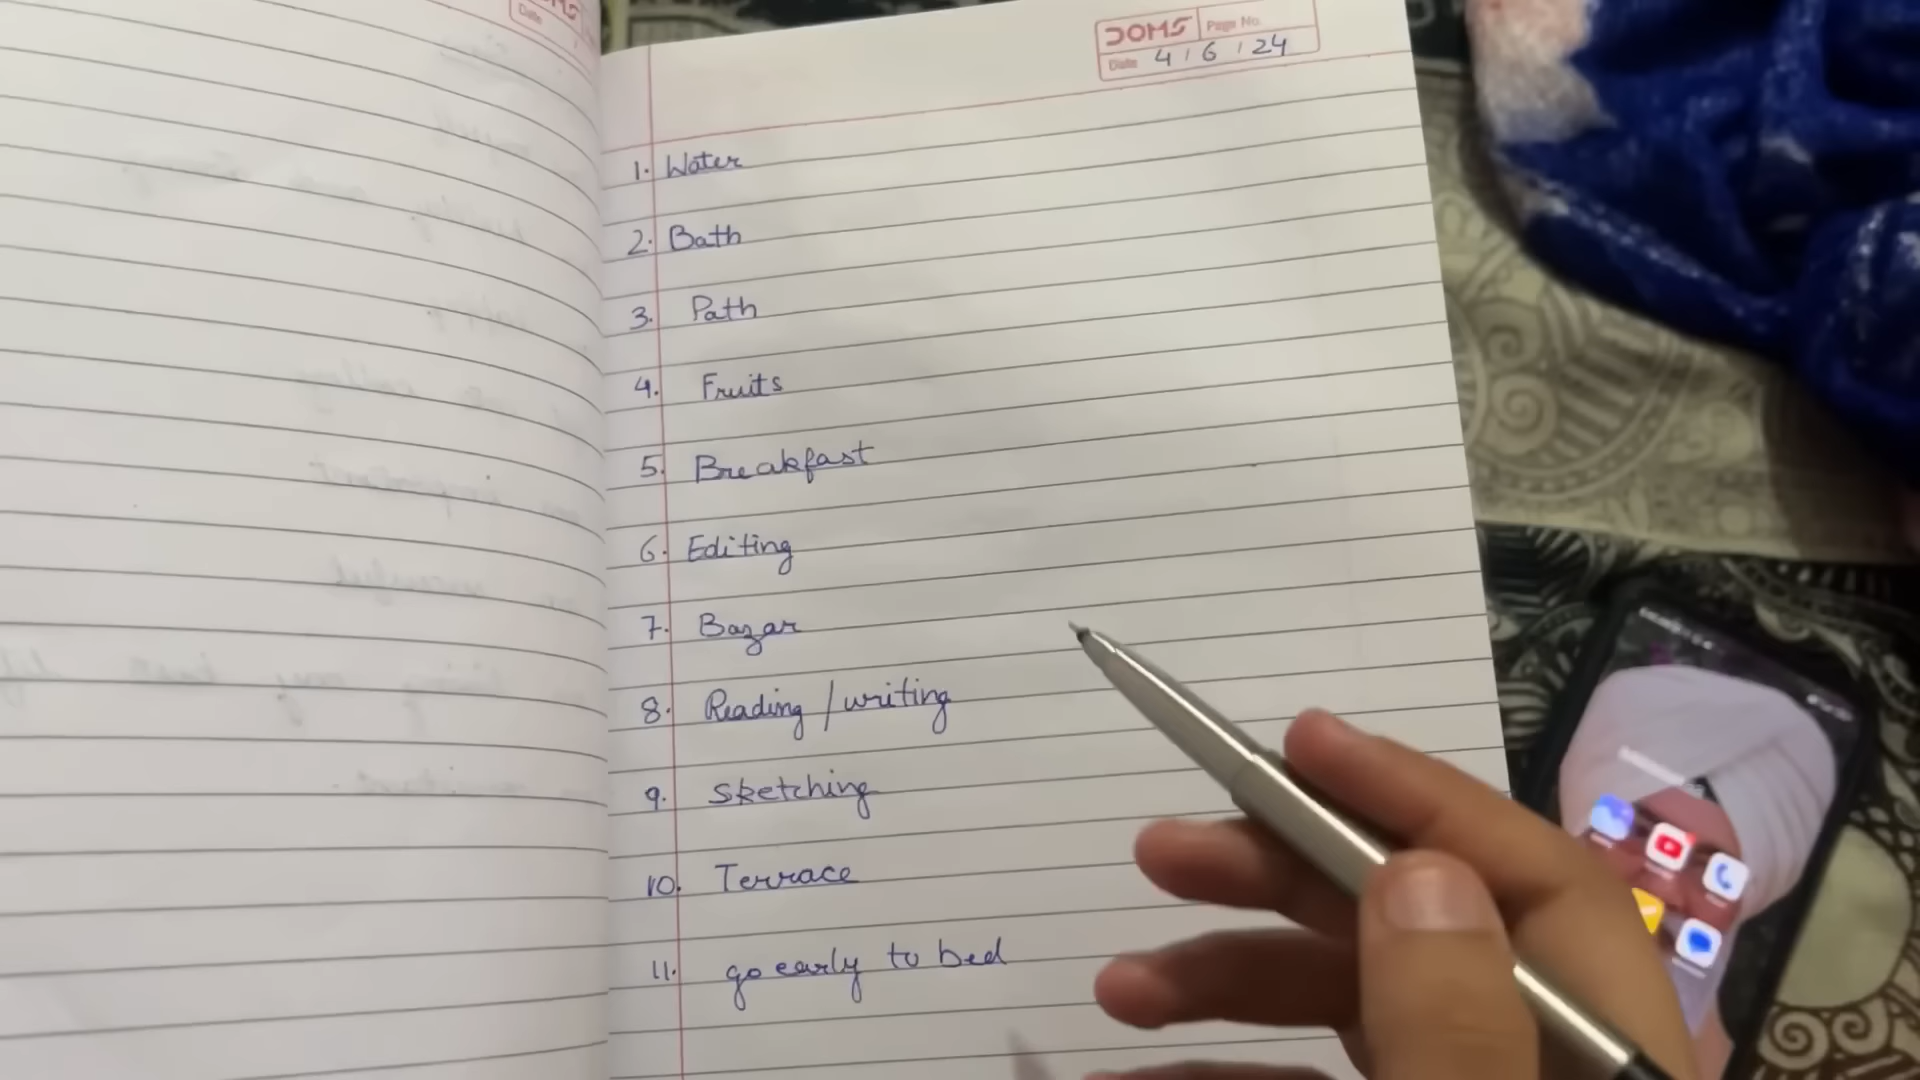 DOMS Page No.
Date 4 / 6 / 24
1. Water
2. Bath
3. Path
4. Fruits
5. Breakfast
6. Editing
7. Bazar
8. Reading / writing
9. Sketching
10. Terrace
11. go early to bed
Date